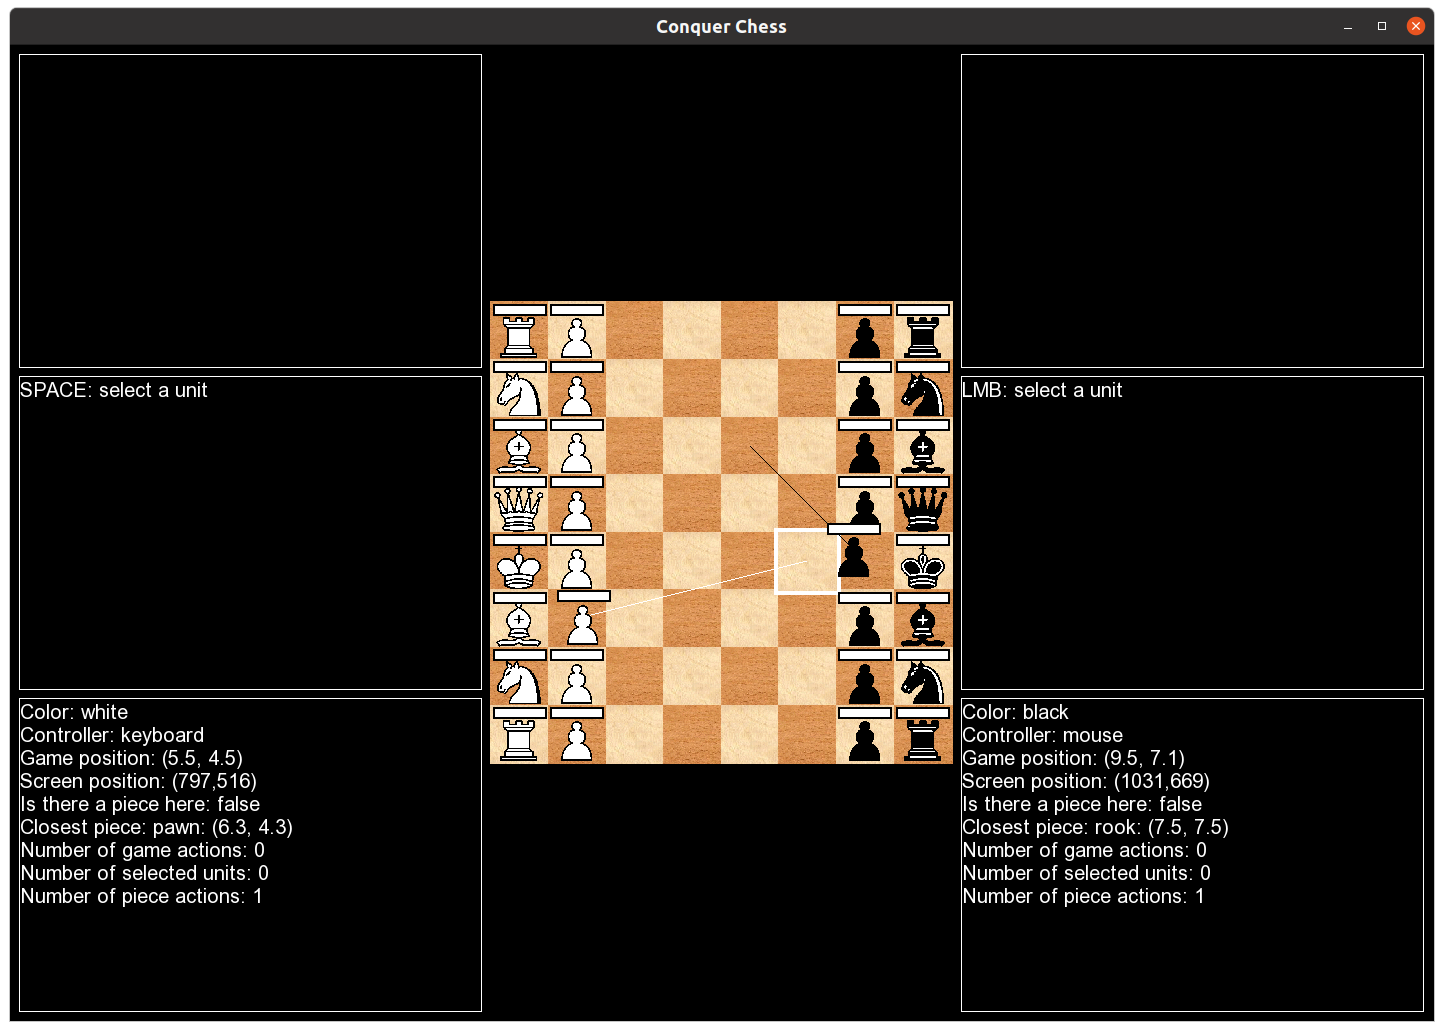 Conquer Chess
SPACE: select a unit
LMB: select a unit
Color: white
Controller: keyboard
Game position: (5.5, 4.5)
Screen position: (797,516)
Is there a piece here: false
Closest piece: pawn: (6.3, 4.3)
Number of game actions: 0
Number of selected units: 0
Number of piece actions: 1
Color: black
Controller: mouse
Game position: (9.5, 7.1)
Screen position: (1031,669)
Is there a piece here: false
Closest piece: rook: (7.5, 7.5)
Number of game actions: 0
Number of selected units: 0
Number of piece actions: 1